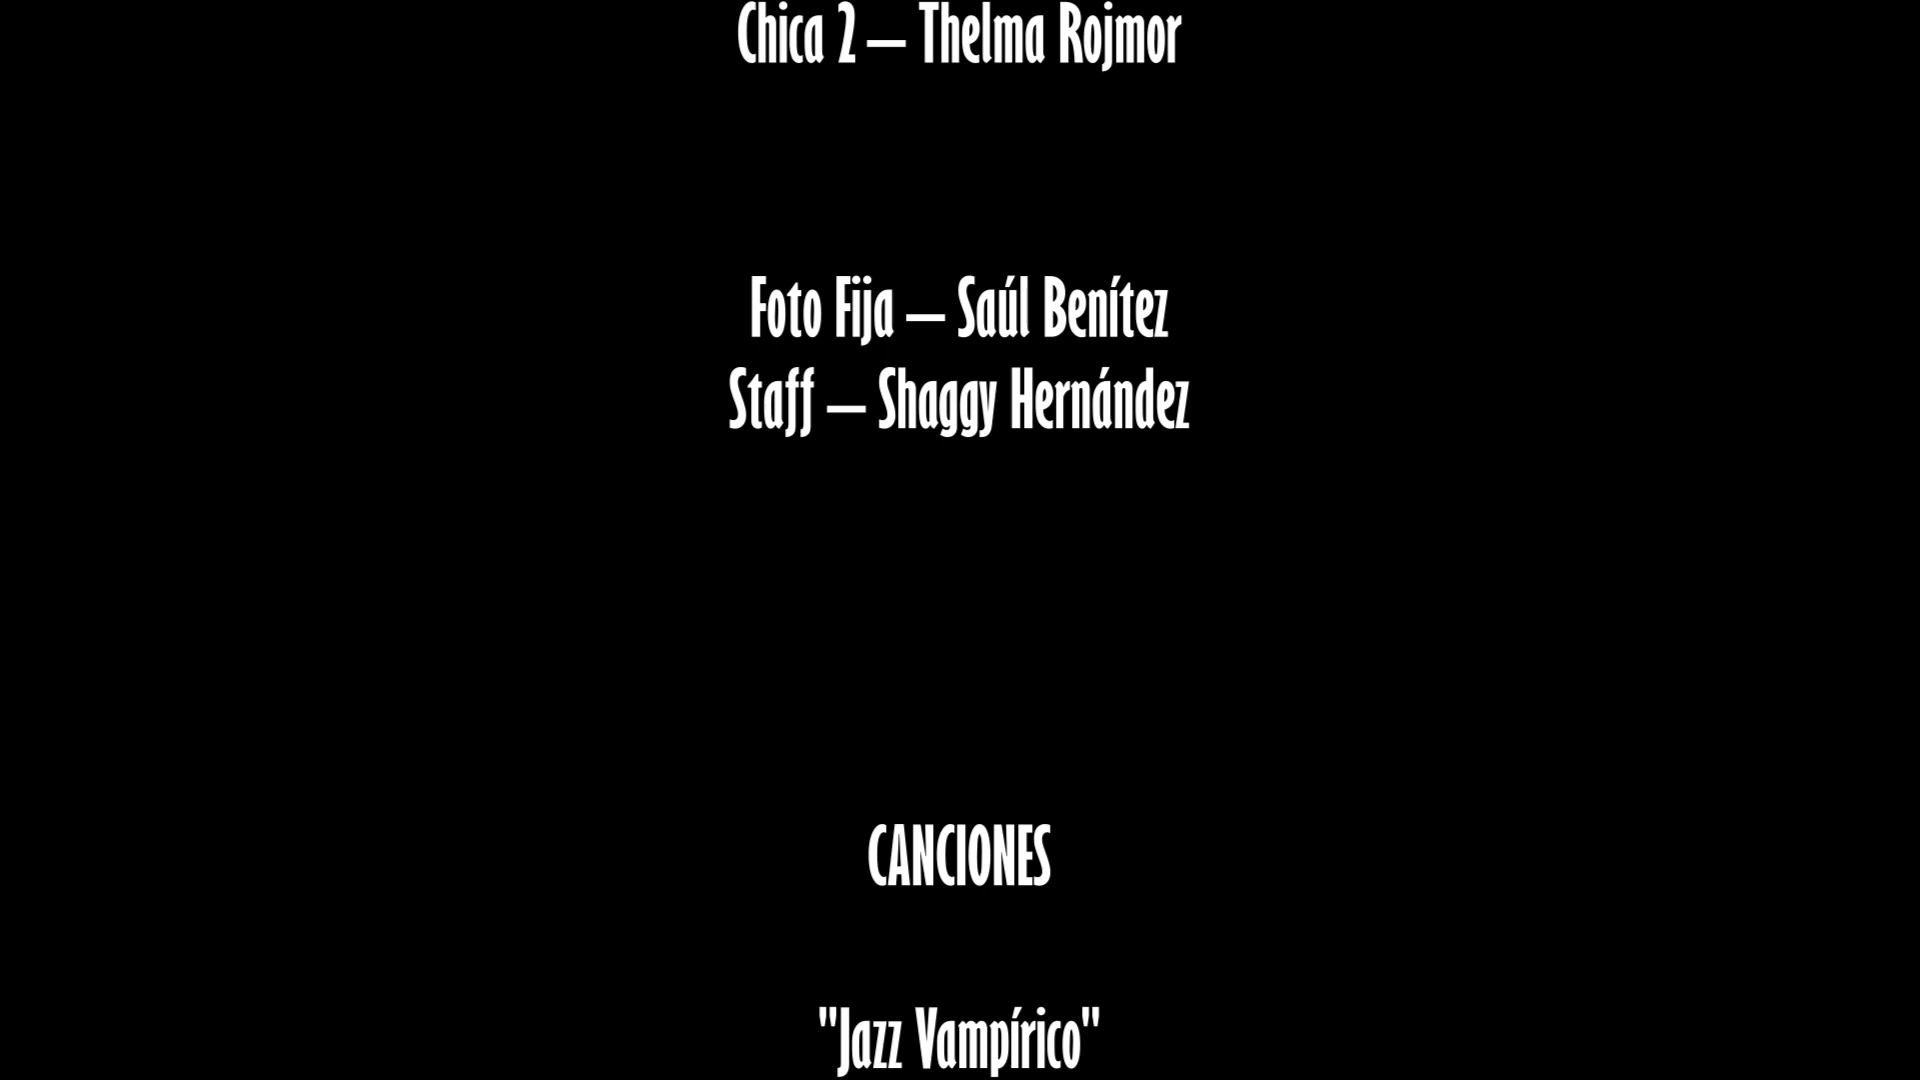 Chica 2 – Thelma Rojmor
Foto Fija – Saúl Benítez
Staff – Shaggy Hernández
CANCIONES
"Jazz Vampírico"